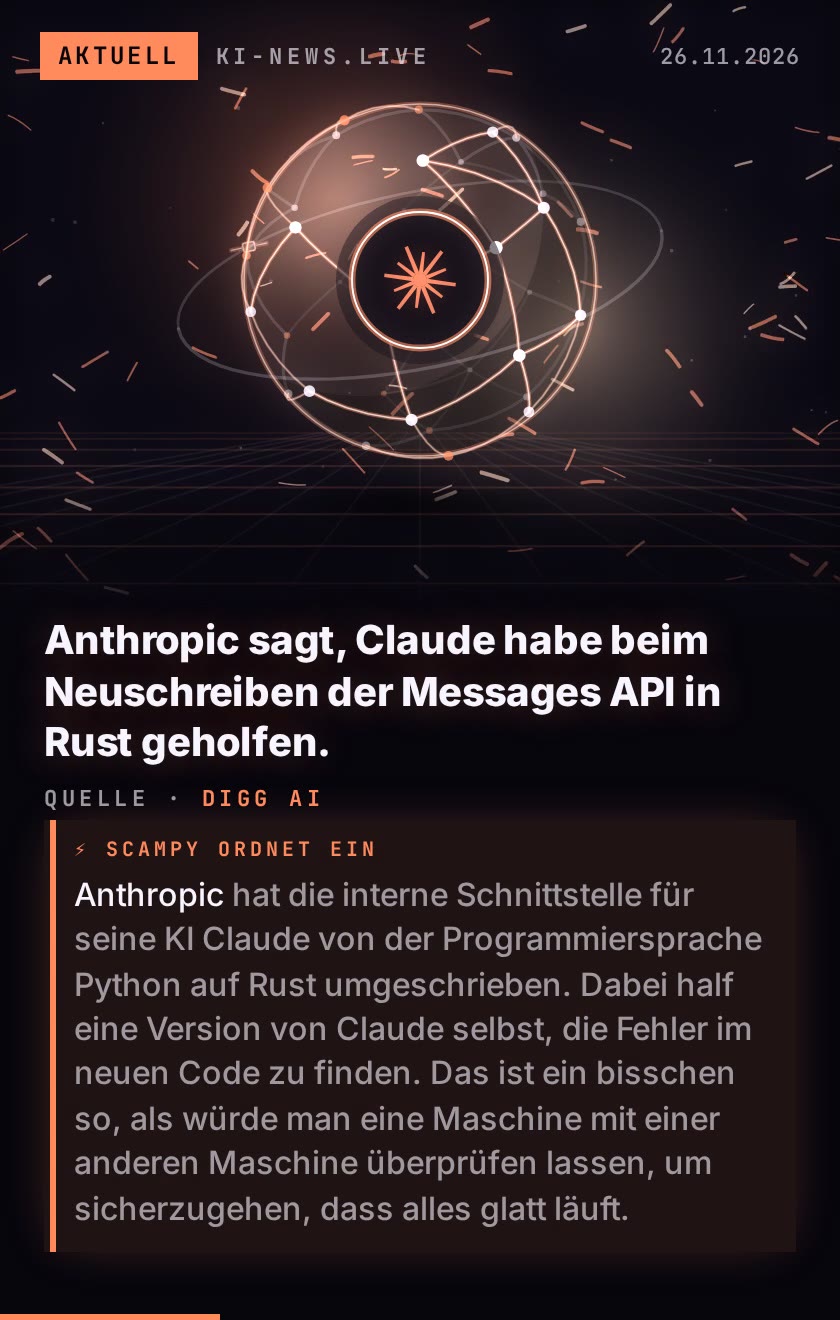 AKTUELL KI-NEWS.LIVE 26.11.2026
Anthropic sagt, Claude habe beim
Neuschreiben der Messages API in
Rust geholfen.
QUELLE · DIGG AI
⚡ SCAMPY ORDNET EIN
Anthropic hat die interne Schnittstelle für
seine KI Claude von der Programmiersprache
Python auf Rust umgeschrieben. Dabei half
eine Version von Claude selbst, die Fehler im
neuen Code zu finden. Das ist ein bisschen
so, als würde man eine Maschine mit einer
anderen Maschine überprüfen lassen, um
sicherzugehen, dass alles glatt läuft.